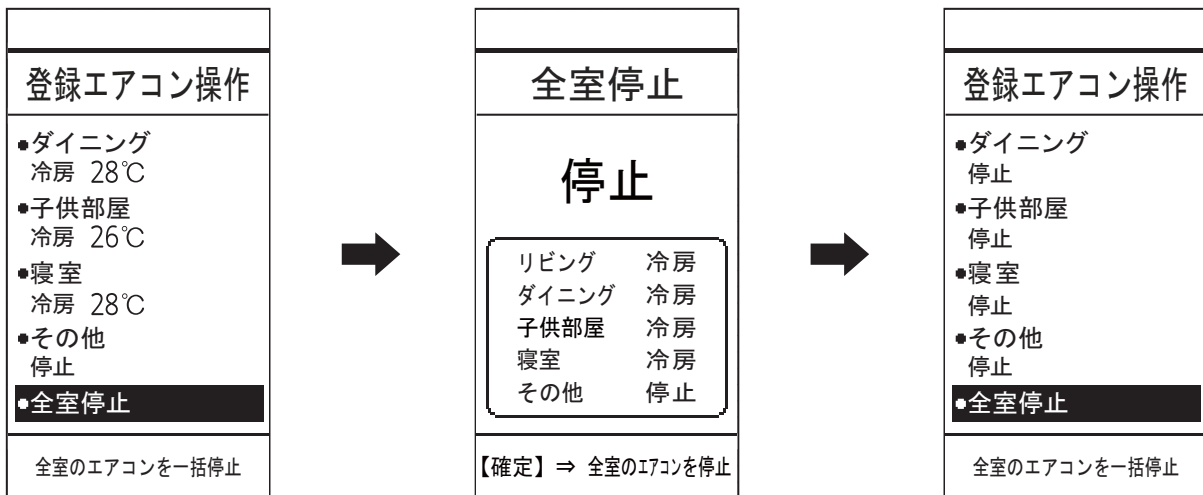 登録エアコン操作
●ダイニング
冷房 28℃
●子供部屋
冷房 26℃
●寝室
冷房 28℃
●その他
停止
●全室停止
全室のエアコンを一括停止
全室停止
停止
リビング 冷房
ダイニング 冷房
子供部屋 冷房
寝室 冷房
その他 停止
【確定】⇒ 全室のｴｱｺﾝを停止
登録エアコン操作
●ダイニング
停止
●子供部屋
停止
●寝室
停止
●その他
停止
●全室停止
全室のエアコンを一括停止